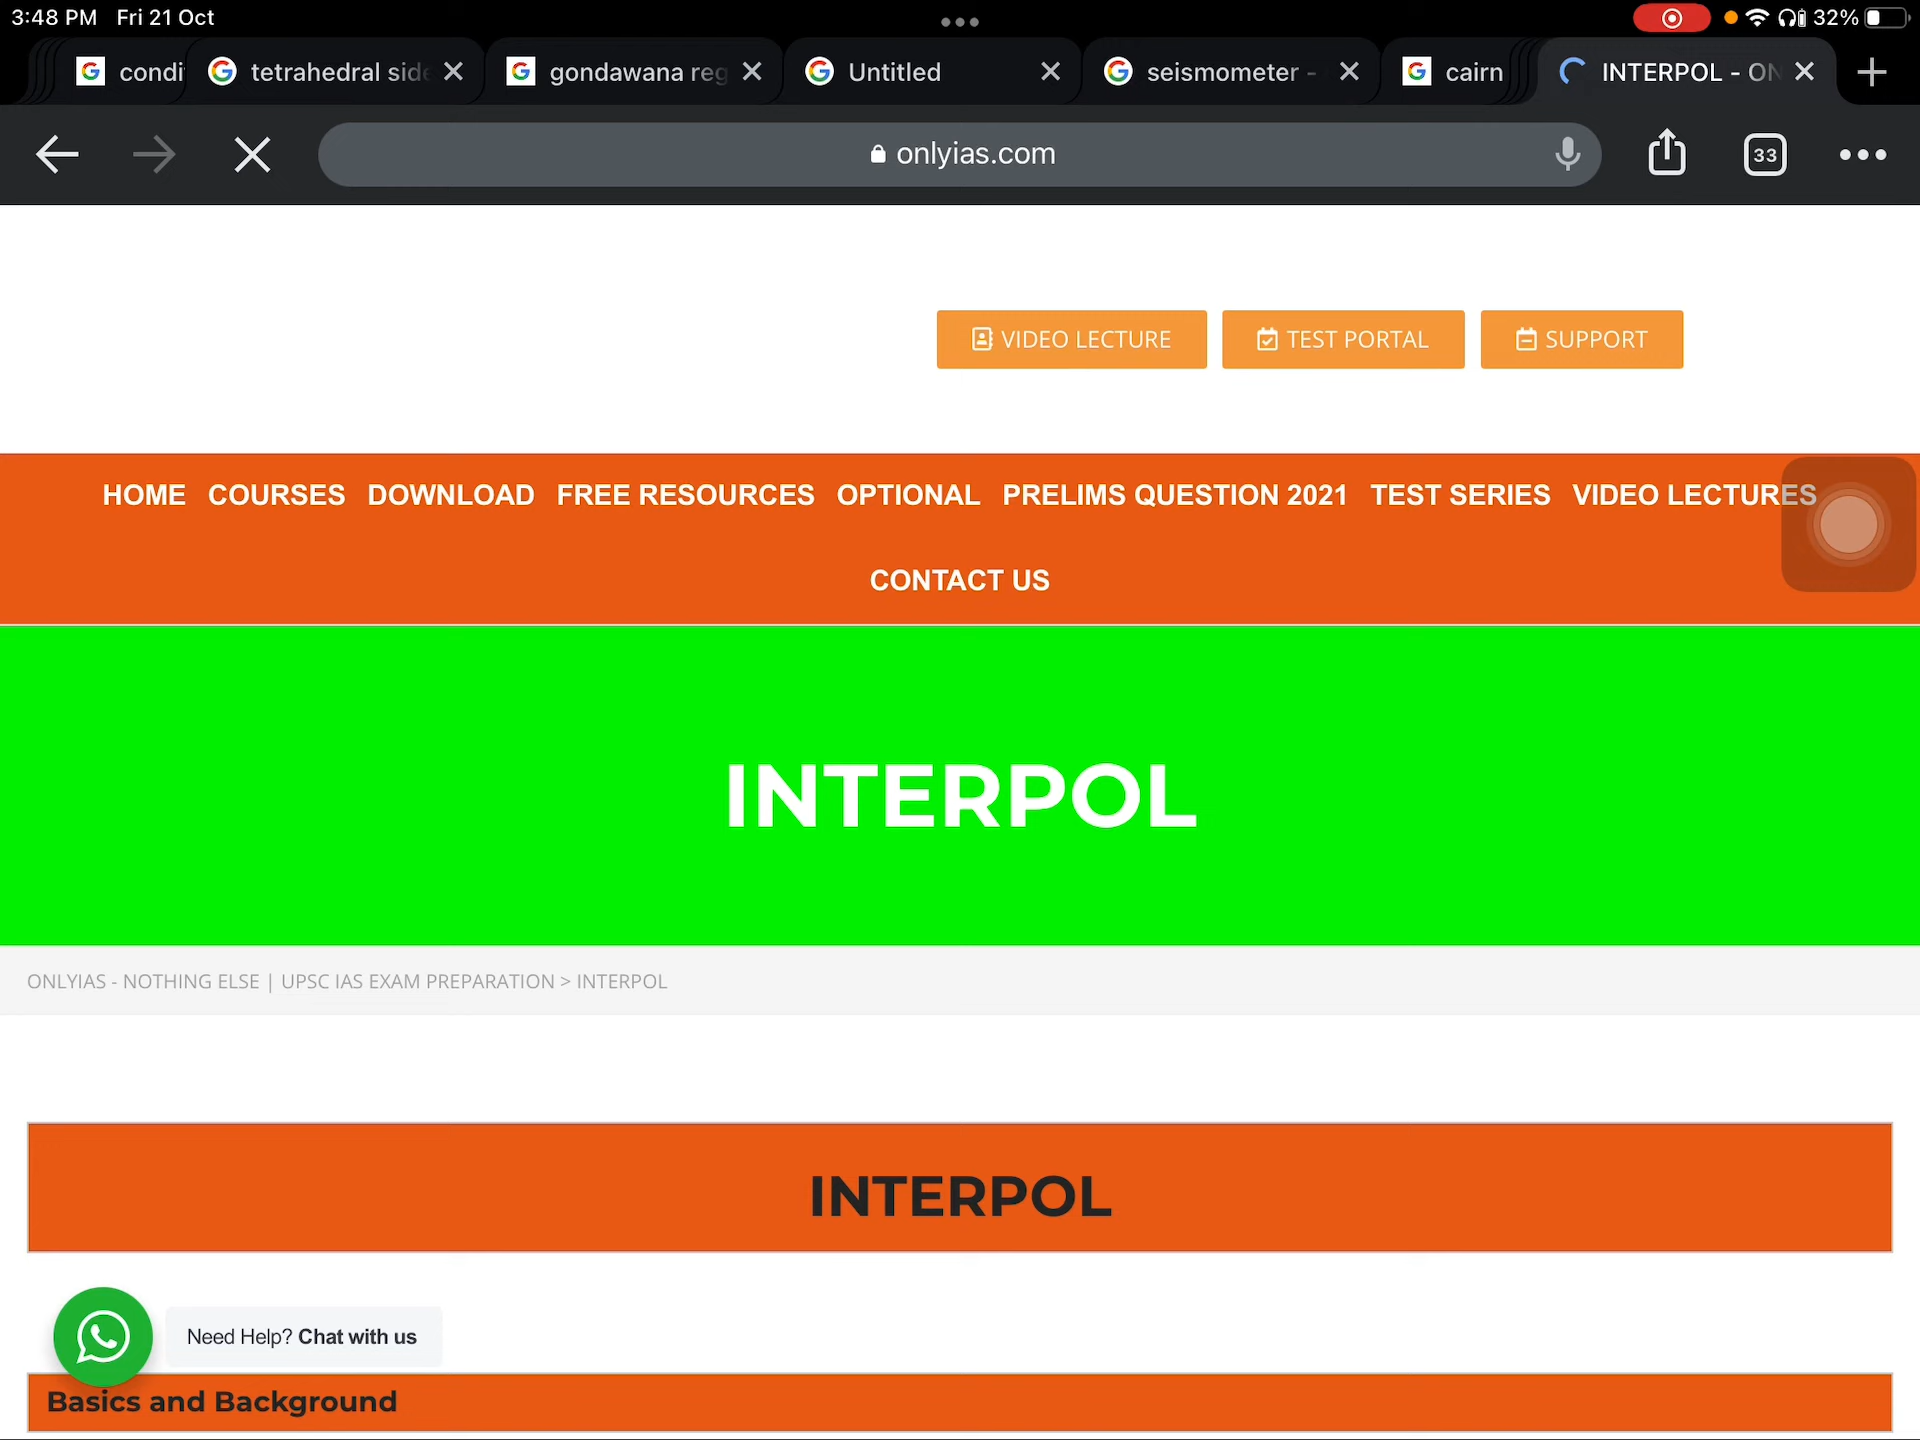 3:48 PM Fri 21 Oct
32%
condi
tetrahedral side
gondawana reg
Untitled
seismometer -
cairn
INTERPOL - ON
onlyias.com
33
VIDEO LECTURE
TEST PORTAL
SUPPORT
HOME COURSES DOWNLOAD FREE RESOURCES OPTIONAL PRELIMS QUESTION 2021 TEST SERIES VIDEO LECTURES
CONTACT US
INTERPOL
ONLYIAS - NOTHING ELSE | UPSC IAS EXAM PREPARATION > INTERPOL
INTERPOL
Need Help? Chat with us
Basics and Background